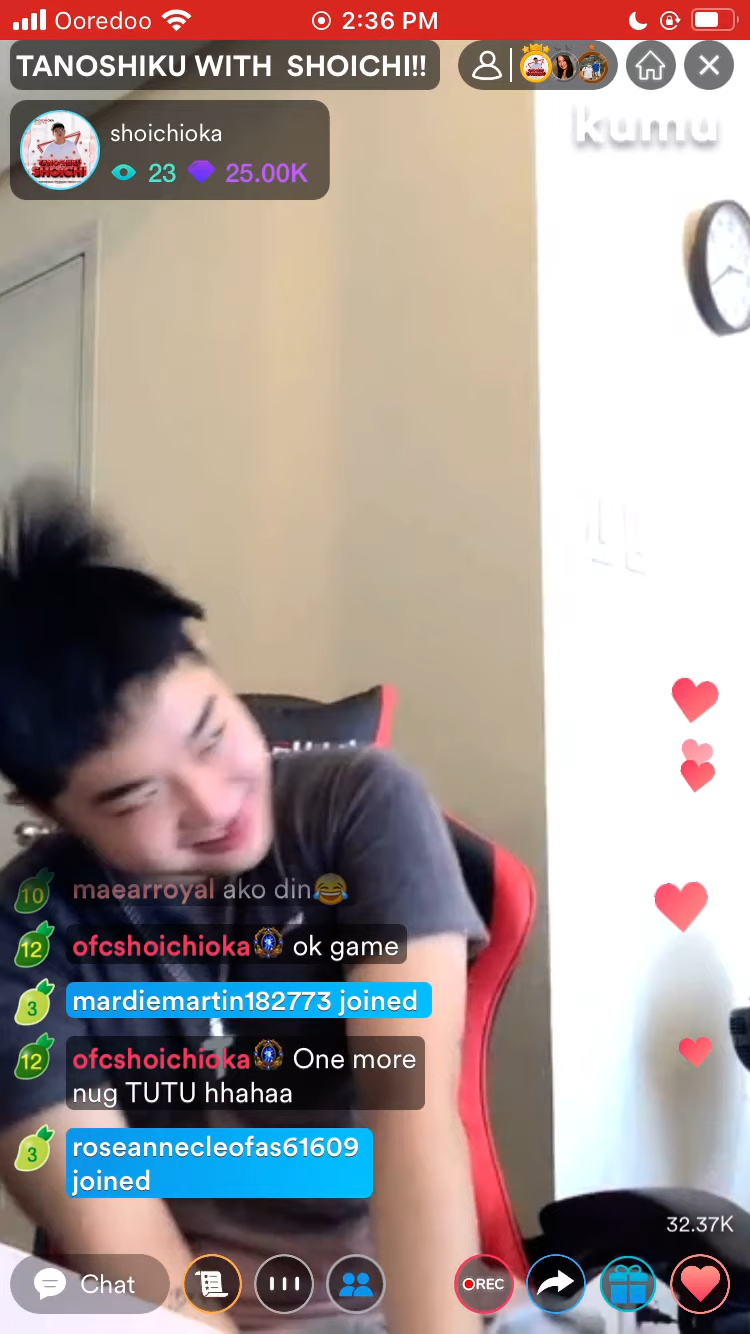 Ooredoo 2:36 PM
TANOSHIKU WITH SHOICHI!!
kumu
shoichioka
23 25.00K
10 maearroyal ako din😂
12 ofcshoichioka ok game
3 mardiemartin182773 joined
12 ofcshoichioka One more
nug TUTU hhahaa
3 roseannecleofas61609
joined
32.37K
Chat REC